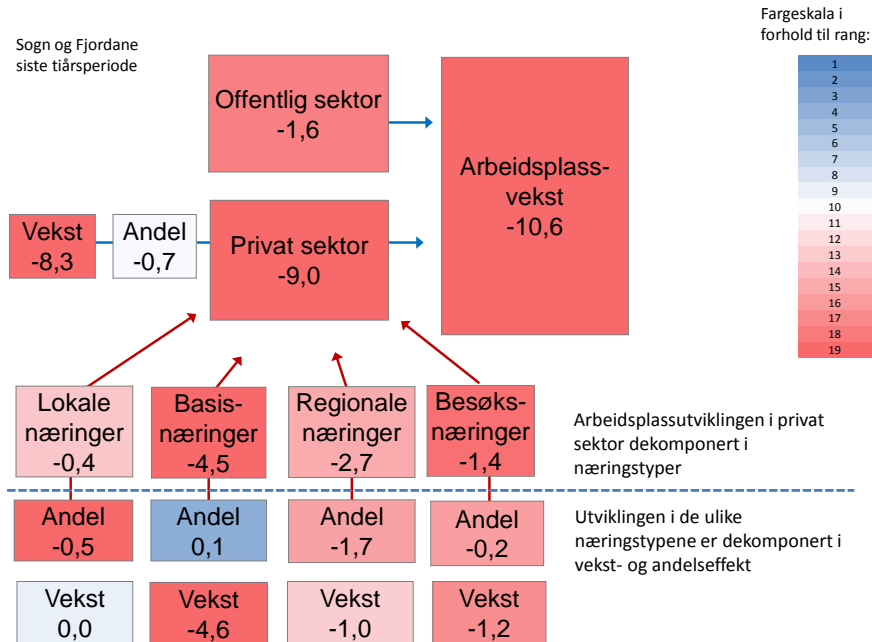 Sogn og Fjordane
siste tiårsperiode
Fargeskala i
forhold til rang:
1
2
3
4
5
6
7
8
9
10
11
12
13
14
15
16
17
18
19
Offentlig sektor
-1,6
Arbeidsplass-
vekst
-10,6
Vekst
-8,3
Andel
-0,7
Privat sektor
-9,0
Lokale
næringer
-0,4
Basis-
næringer
-4,5
Regionale
næringer
-2,7
Besøks-
næringer
-1,4
Arbeidsplassutviklingen i privat
sektor dekomponert i
næringstyper
Andel
-0,5
Andel
0,1
Andel
-1,7
Andel
-0,2
Utviklingen i de ulike
næringstypene er dekomponert i
vekst- og andelseffekt
Vekst
0,0
Vekst
-4,6
Vekst
-1,0
Vekst
-1,2